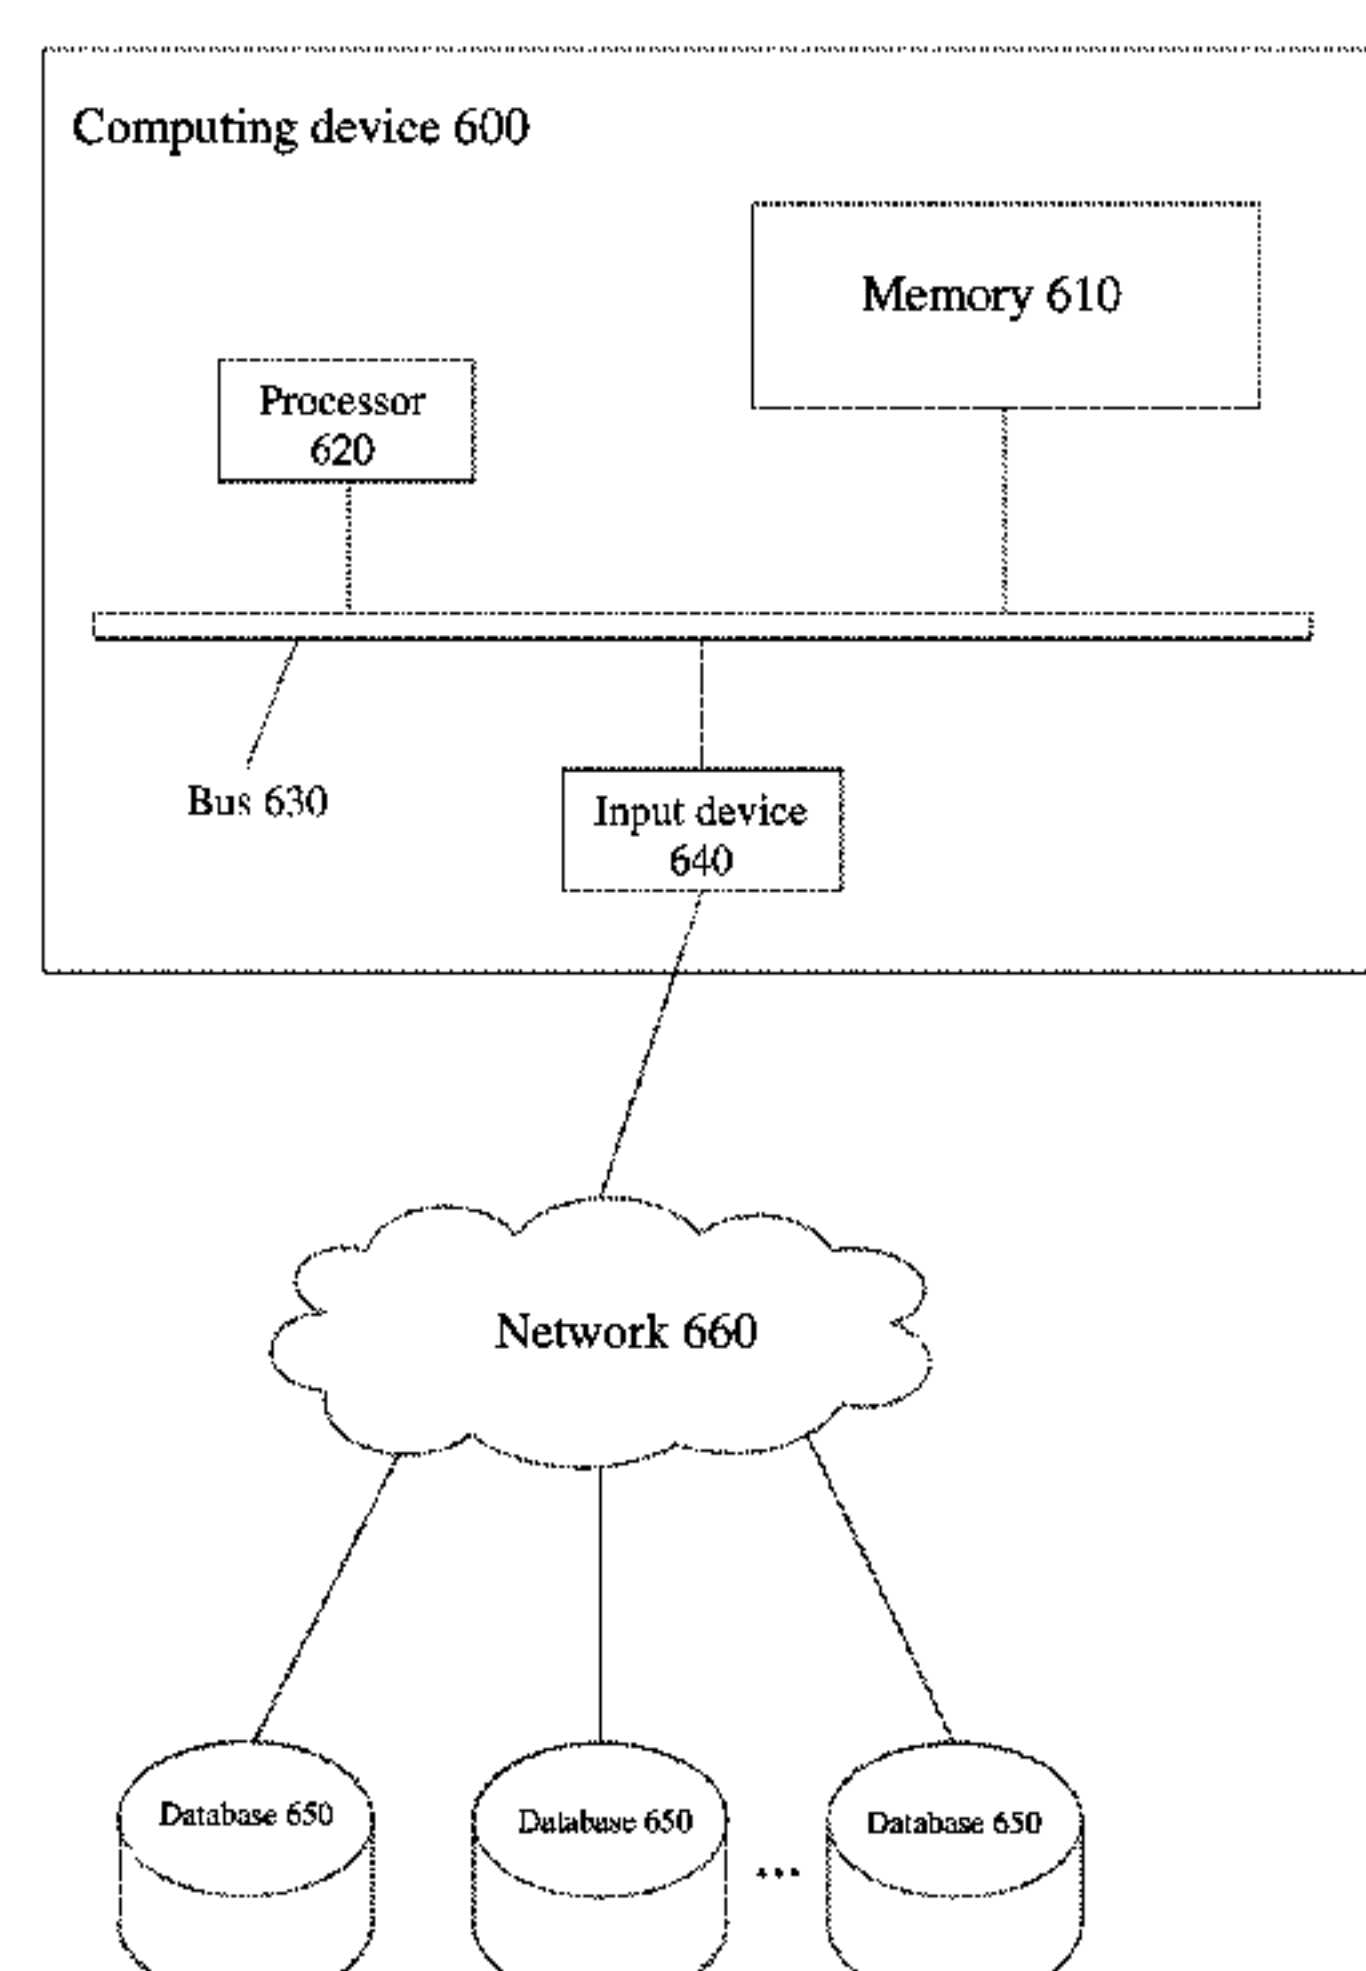 Computing device 600
Memory 610
Processor
620
Bus 630
Input device
640
Network 660
Database 650
Database 650
...
Database 650